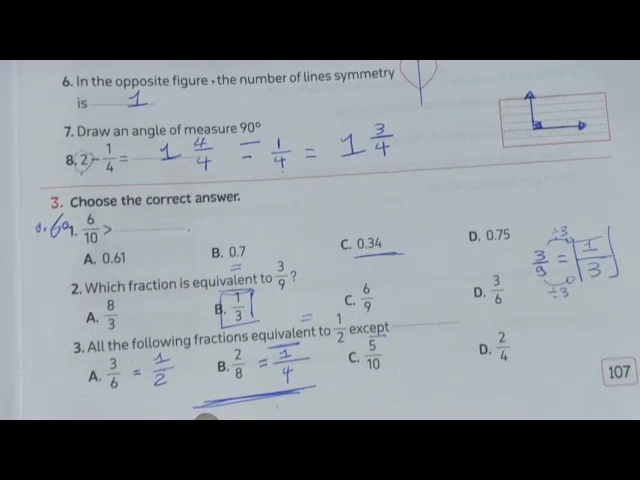 6. In the opposite figure , the number of lines symmetry
is 1
7. Draw an angle of measure 90°
8. 2 - 1/4 = 1 4/4 - 1/4 = 1 3/4
3. Choose the correct answer.
0.60 1. 6/10 >
A. 0.61 B. 0.7 C. 0.34 D. 0.75
2. Which fraction is equivalent to 3/9 ?
A. 8/3 B. 1/3 C. 6/9 D. 3/6
÷3
3/9 = 1/3
÷3
3. All the following fractions equivalent to 1/2 except
A. 3/6 = 1/2 B. 2/8 = 1/4 C. 5/10 D. 2/4
107